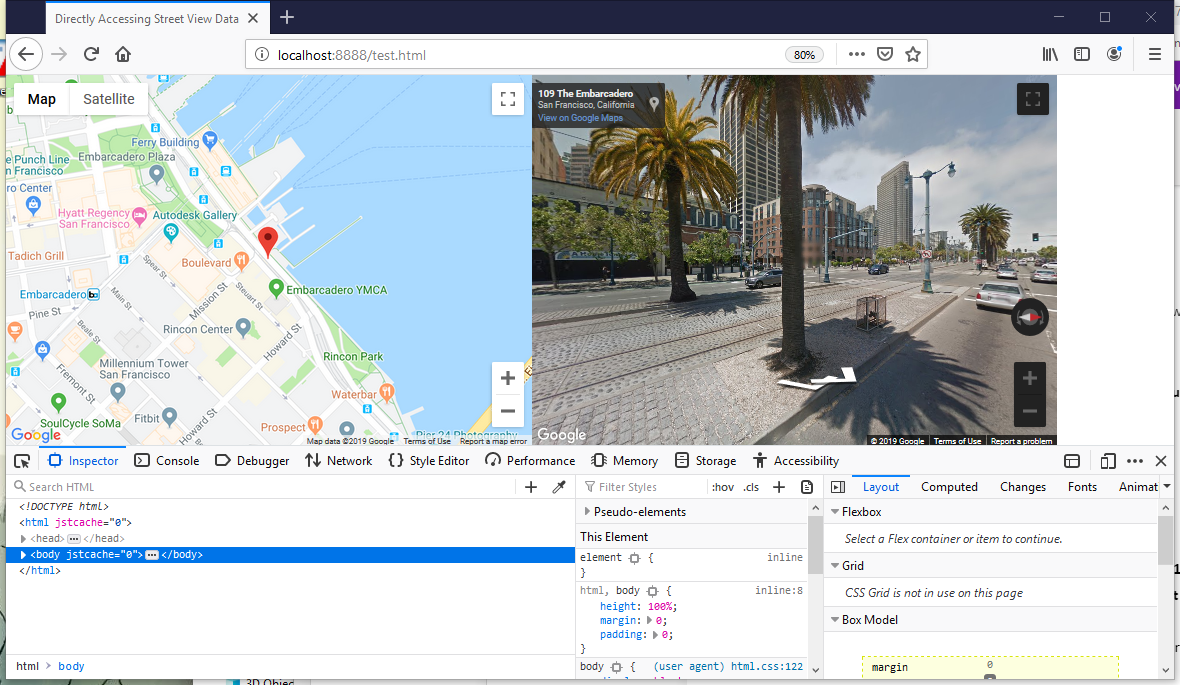 Directly Accessing Street View Data
localhost:8888/test.html
80%
Map
Satellite
Ferry Building
Embarcadero Plaza
e Punch Line
n Francisco
ro Center
Hyatt Regency
San Francisco
Autodesk Gallery
Tadich Grill
Boulevard
Spear St
Steuart St
Mission St
Embarcadero
Main St
Embarcadero YMCA
Pine St
Beale St
Rincon Center
Howard St
Millennium Tower
San Francisco
Rincon Park
Fremont St
Waterbar
SoulCycle SoMa
Fitbit
Howard St
Prospect
Pier 24 Photography
Google
Map data ©2019 Google
Terms of Use
Report a map error
109 The Embarcadero
San Francisco, California
View on Google Maps
Google
© 2019 Google
Terms of Use
Report a problem
Inspector
Console
Debugger
Network
Style Editor
Performance
Memory
Storage
Accessibility
Search HTML
<!DOCTYPE html>
<html jstcache="0">
<head> </head>
<body jstcache="0"> </body>
</html>
html > body
Filter Styles
:hov .cls
Pseudo-elements
This Element
element { inline
}
html, body { inline:8
height: 100%;
margin: 0;
padding: 0;
}
body { (user agent) html.css:122
Layout
Computed
Changes
Fonts
Animat
Flexbox
Select a Flex container or item to continue.
Grid
CSS Grid is not in use on this page
Box Model
margin
0
3D Objec